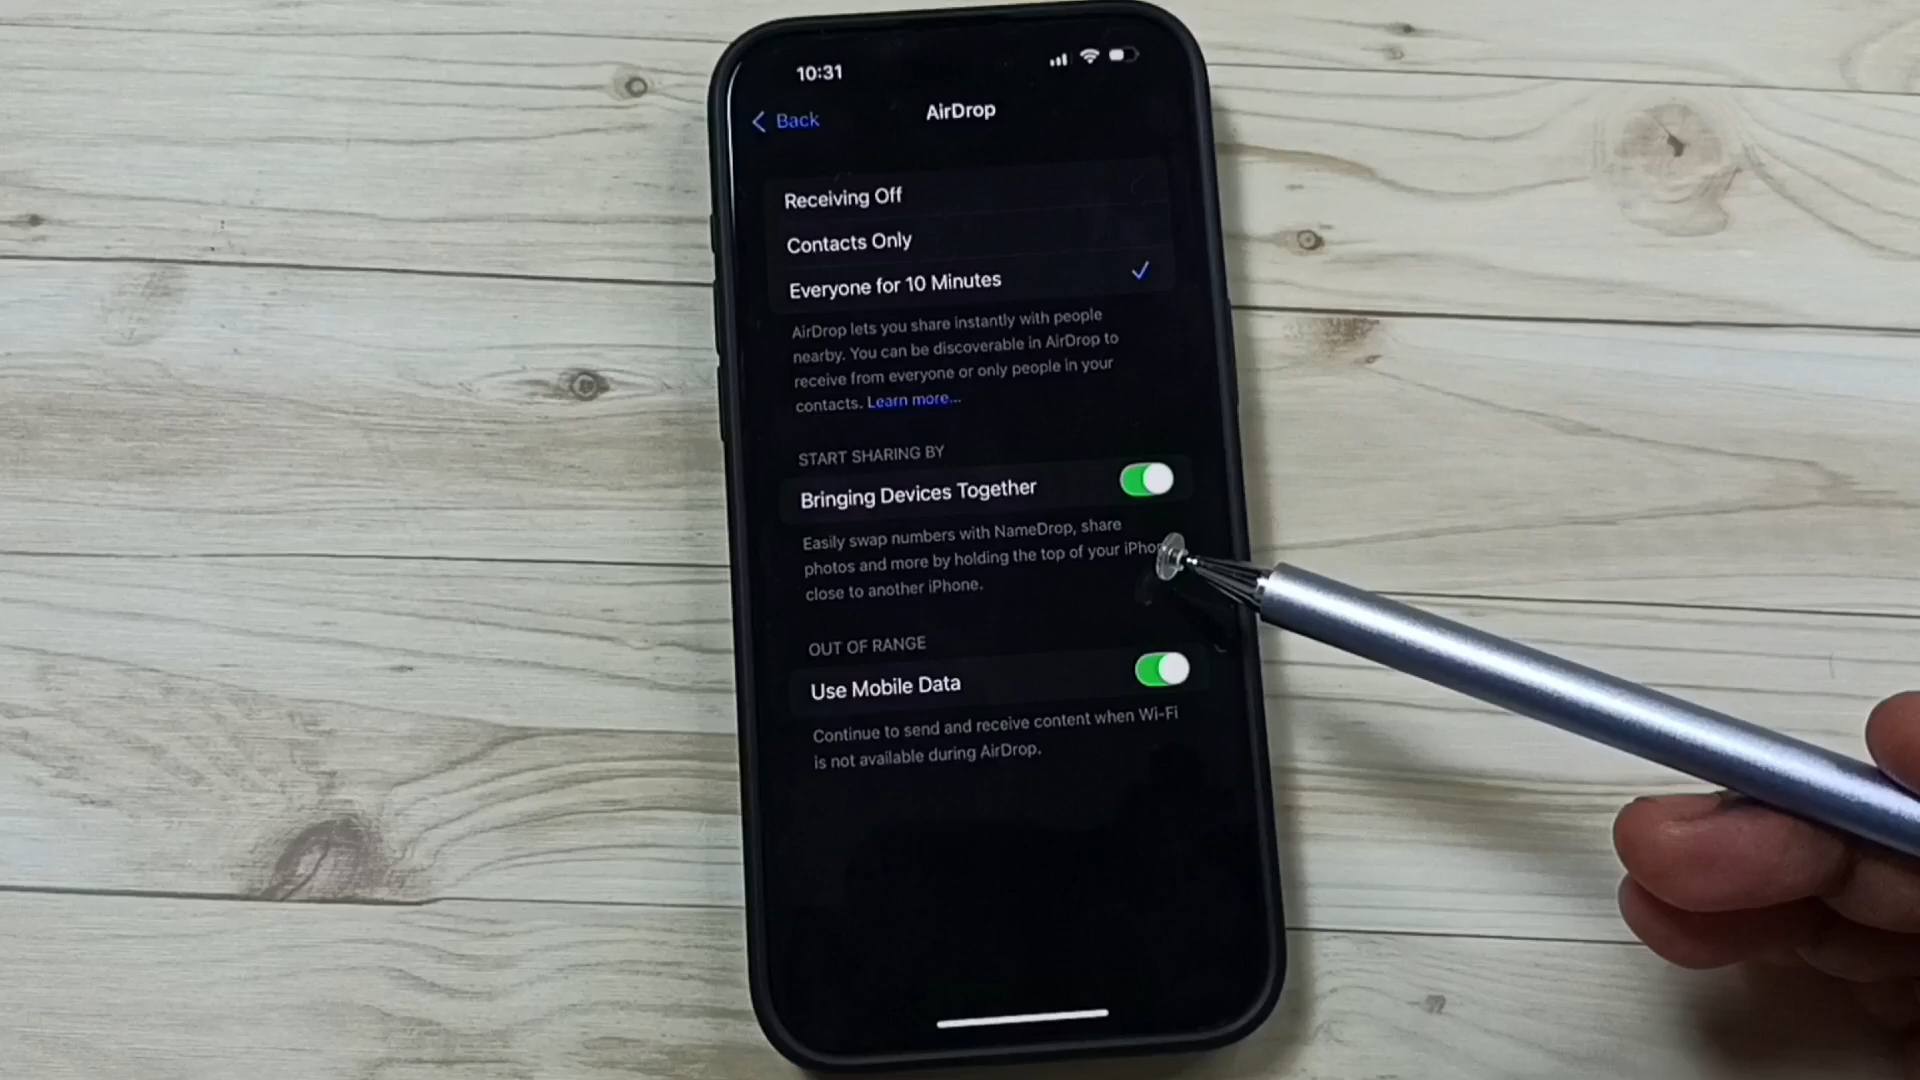 10:31
Back
AirDrop
Receiving Off
Contacts Only
Everyone for 10 Minutes
AirDrop lets you share instantly with people
nearby. You can be discoverable in AirDrop to
receive from everyone or only people in your
contacts. Learn more...
START SHARING BY
Bringing Devices Together
Easily swap numbers with NameDrop, share
photos and more by holding the top of your iPho
close to another iPhone.
OUT OF RANGE
Use Mobile Data
Continue to send and receive content when Wi-Fi
is not available during AirDrop.